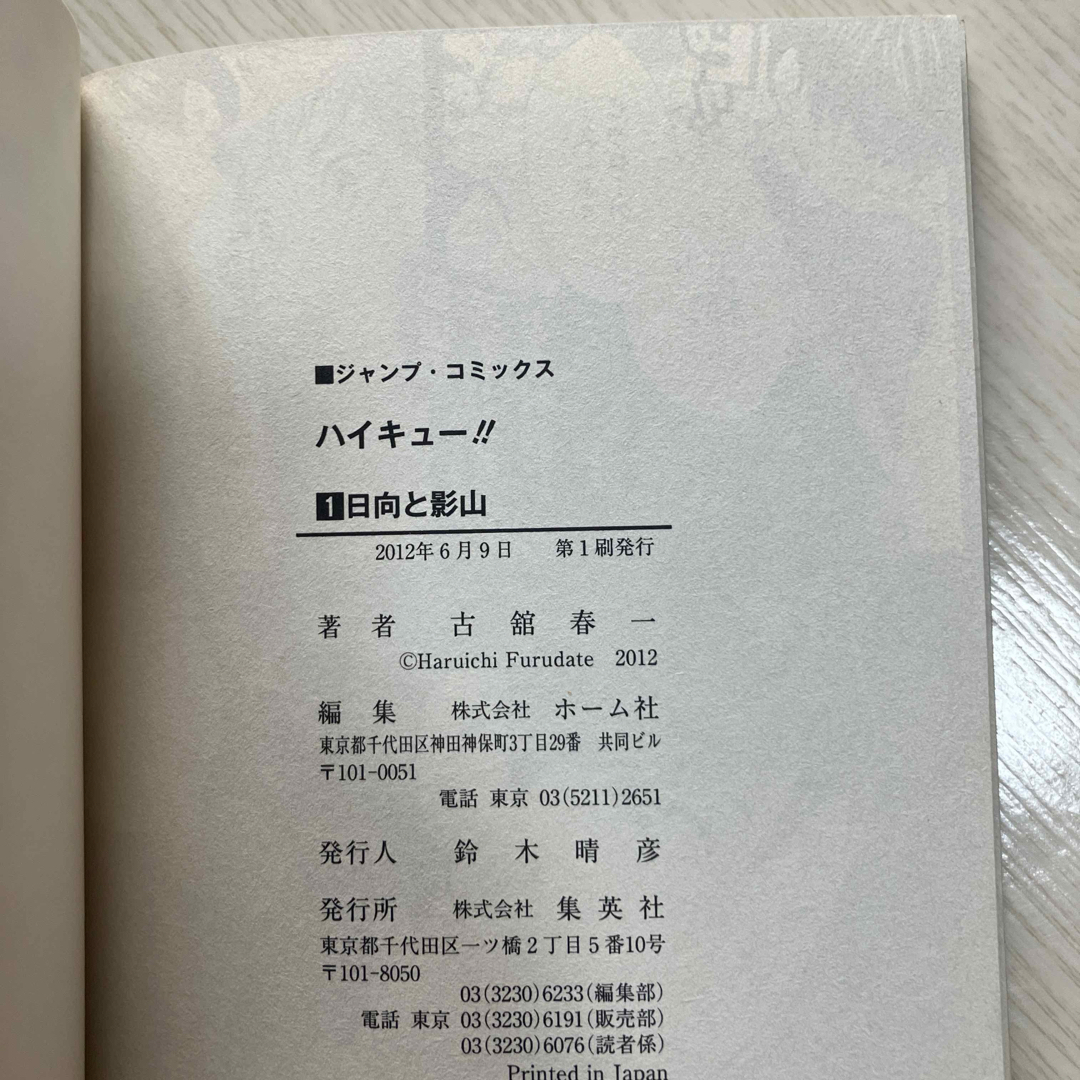 ■ジャンプ・コミックス
ハイキュー!!
1日向と影山
2012年6月9日 第1刷発行
著者 古舘春一
©Haruichi Furudate 2012
編集 株式会社 ホーム社
東京都千代田区神田神保町3丁目29番 共同ビル
〒101-0051
電話 東京 03(5211)2651
発行人 鈴木晴彦
発行所 株式会社 集英社
東京都千代田区一ツ橋2丁目5番10号
〒101-8050
03(3230)6233(編集部)
電話 東京 03(3230)6191(販売部)
03(3230)6076(読者係)
Printed in Japan